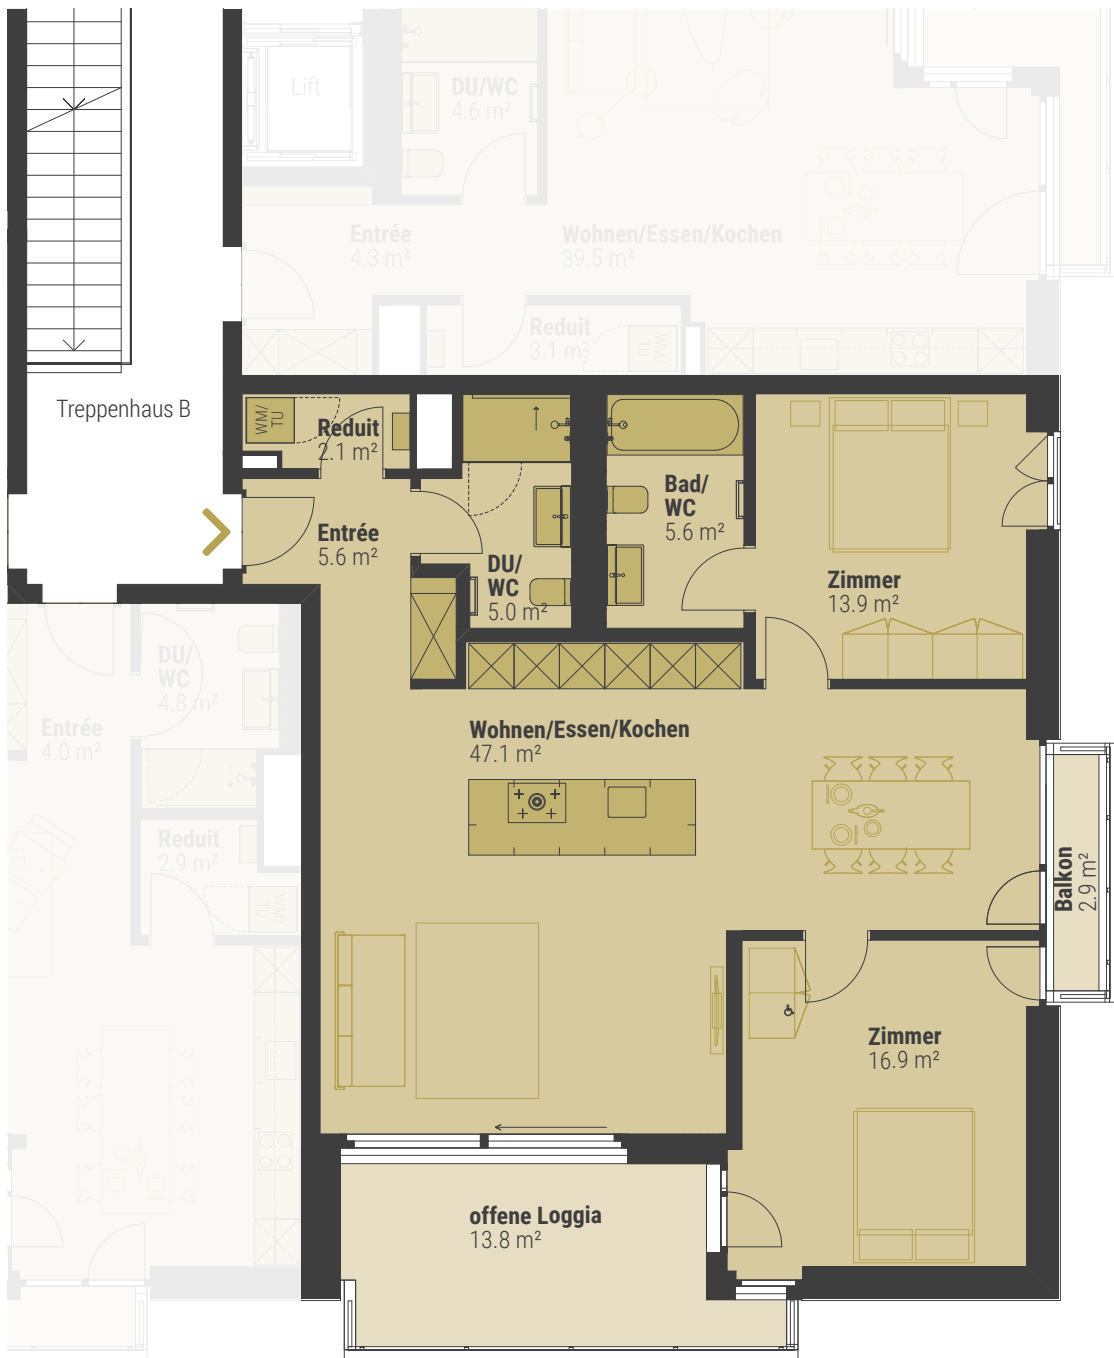 Lift
DU/WC
4.6 m²
Entrée
4.3 m²
Wohnen/Essen/Kochen
39.5 m²
Reduit
3.1 m²
WM/
TU
Treppenhaus B
WM/
TU
Reduit
2.1 m²
Entrée
5.6 m²
DU/
WC
5.0 m²
Bad/
WC
5.6 m²
Zimmer
13.9 m²
DU/
WC
4.8 m²
Entrée
4.0 m²
Wohnen/Essen/Kochen
47.1 m²
Reduit
2.9 m²
WM/
TU
Balkon
2.9 m²
Zimmer
16.9 m²
offene Loggia
13.8 m²